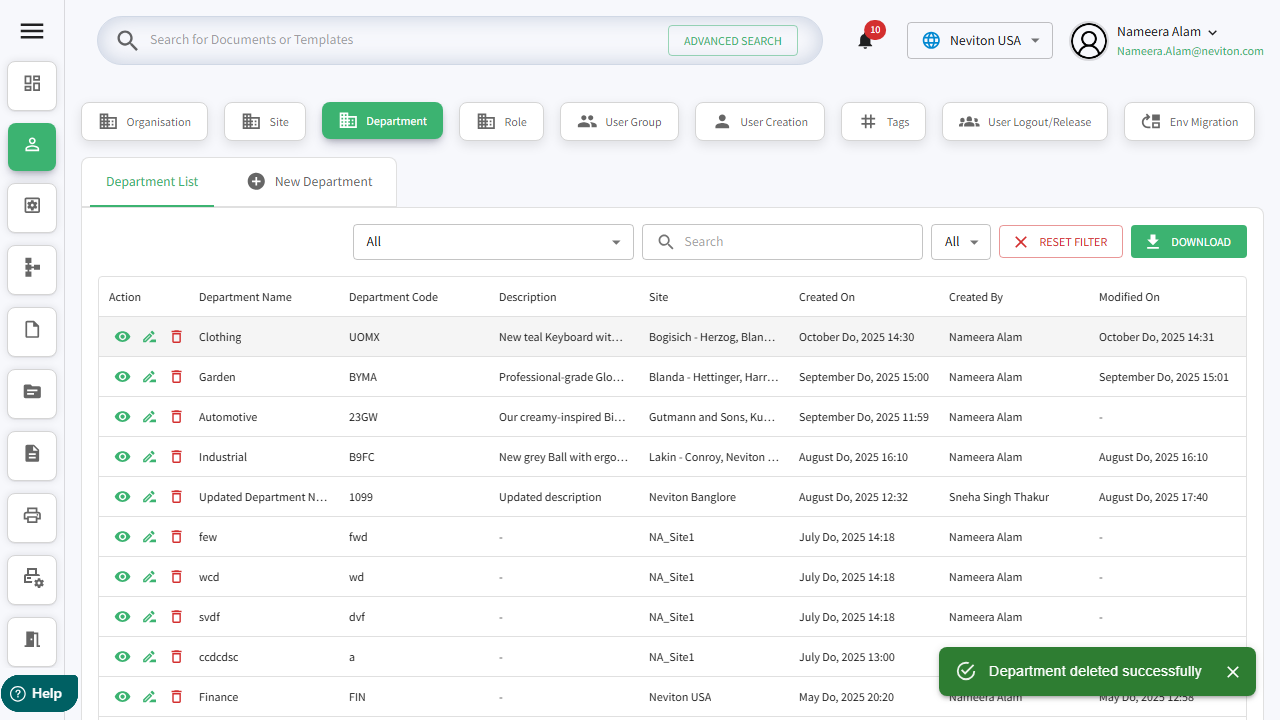 Search for Documents or Templates
ADVANCED SEARCH
10
Neviton USA
Nameera Alam
Nameera.Alam@neviton.com
Organisation
Site
Department
Role
User Group
User Creation
Tags
User Logout/Release
Env Migration
Department List
New Department
All
Search
All
RESET FILTER
DOWNLOAD
Action Department Name Department Code Description Site Created On Created By Modified On
Clothing UOMX New teal Keyboard wit... Bogisich - Herzog, Blan... October Do, 2025 14:30 Nameera Alam October Do, 2025 14:31
Garden BYMA Professional-grade Glo... Blanda - Hettinger, Harr... September Do, 2025 15:00 Nameera Alam September Do, 2025 15:01
Automotive 23GW Our creamy-inspired Bi... Gutmann and Sons, Ku... September Do, 2025 11:59 Nameera Alam -
Industrial B9FC New grey Ball with ergo... Lakin - Conroy, Neviton ... August Do, 2025 16:10 Nameera Alam August Do, 2025 16:10
Updated Department N... 1099 Updated description Neviton Banglore August Do, 2025 12:32 Sneha Singh Thakur August Do, 2025 17:40
few fwd - NA_Site1 July Do, 2025 14:18 Nameera Alam -
wcd wd - NA_Site1 July Do, 2025 14:18 Nameera Alam -
svdf dvf - NA_Site1 July Do, 2025 14:18 Nameera Alam -
ccdcdsc a - NA_Site1 July Do, 2025 13:00
Finance FIN - Neviton USA May Do, 2025 20:20 Nameera Alam May Do, 2025 12:58
Department deleted successfully
Help